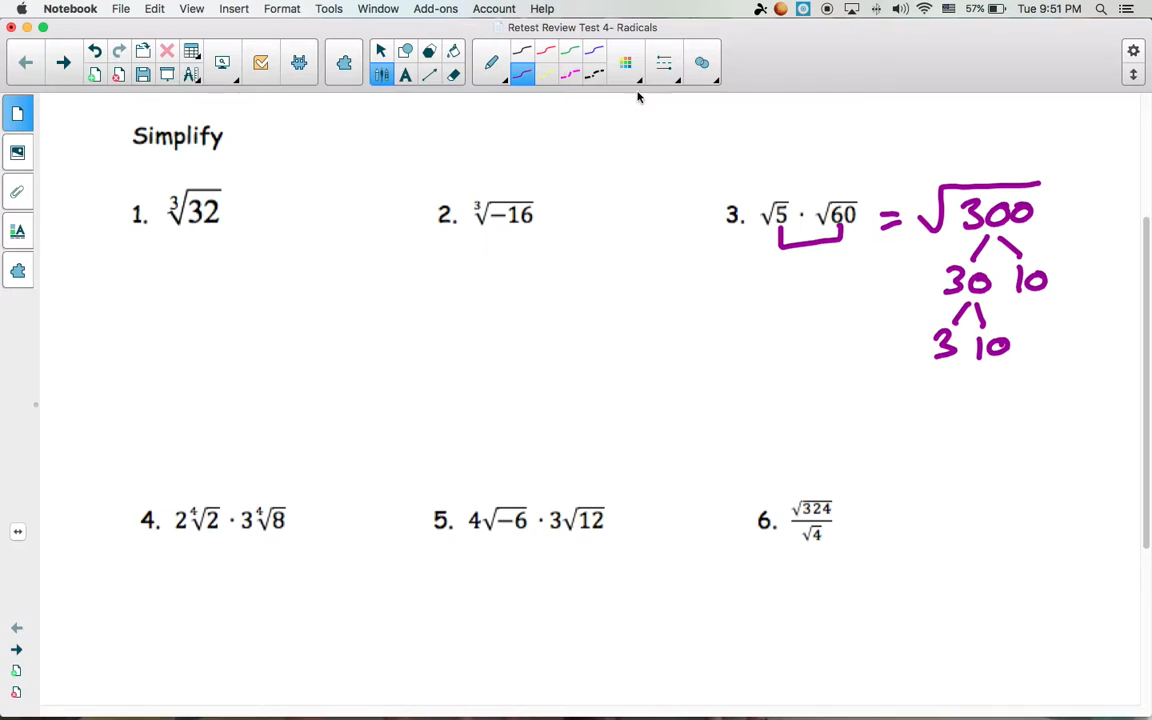 Notebook File Edit View Insert Format Tools Window Add-ons Account Help 57% Tue 9:51 PM
Retest Review Test 4- Radicals
A
A
Simplify
1. ∛32
2. ∛−16
3. √5 · √60 = √300
30 10
3 10
4. 2∜2 · 3∜8
5. 4√−6 · 3√12
6. √324/√4